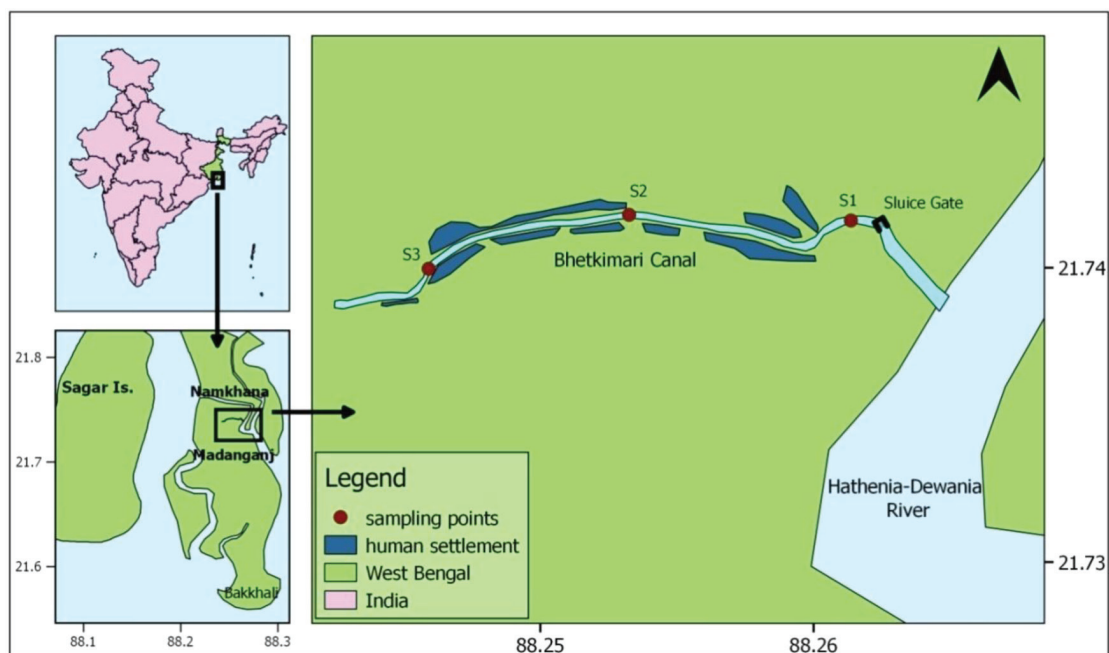 S1
S2
S3
Sluice Gate
Bhetkimari Canal
21.74
Hathenia-Dewania
River
21.73
88.25
88.26
21.8
21.7
21.6
Sagar Is.
Namkhana
Madanganj
Bakkhali
88.1
88.2
88.3
Legend
sampling points
human settlement
West Bengal
India